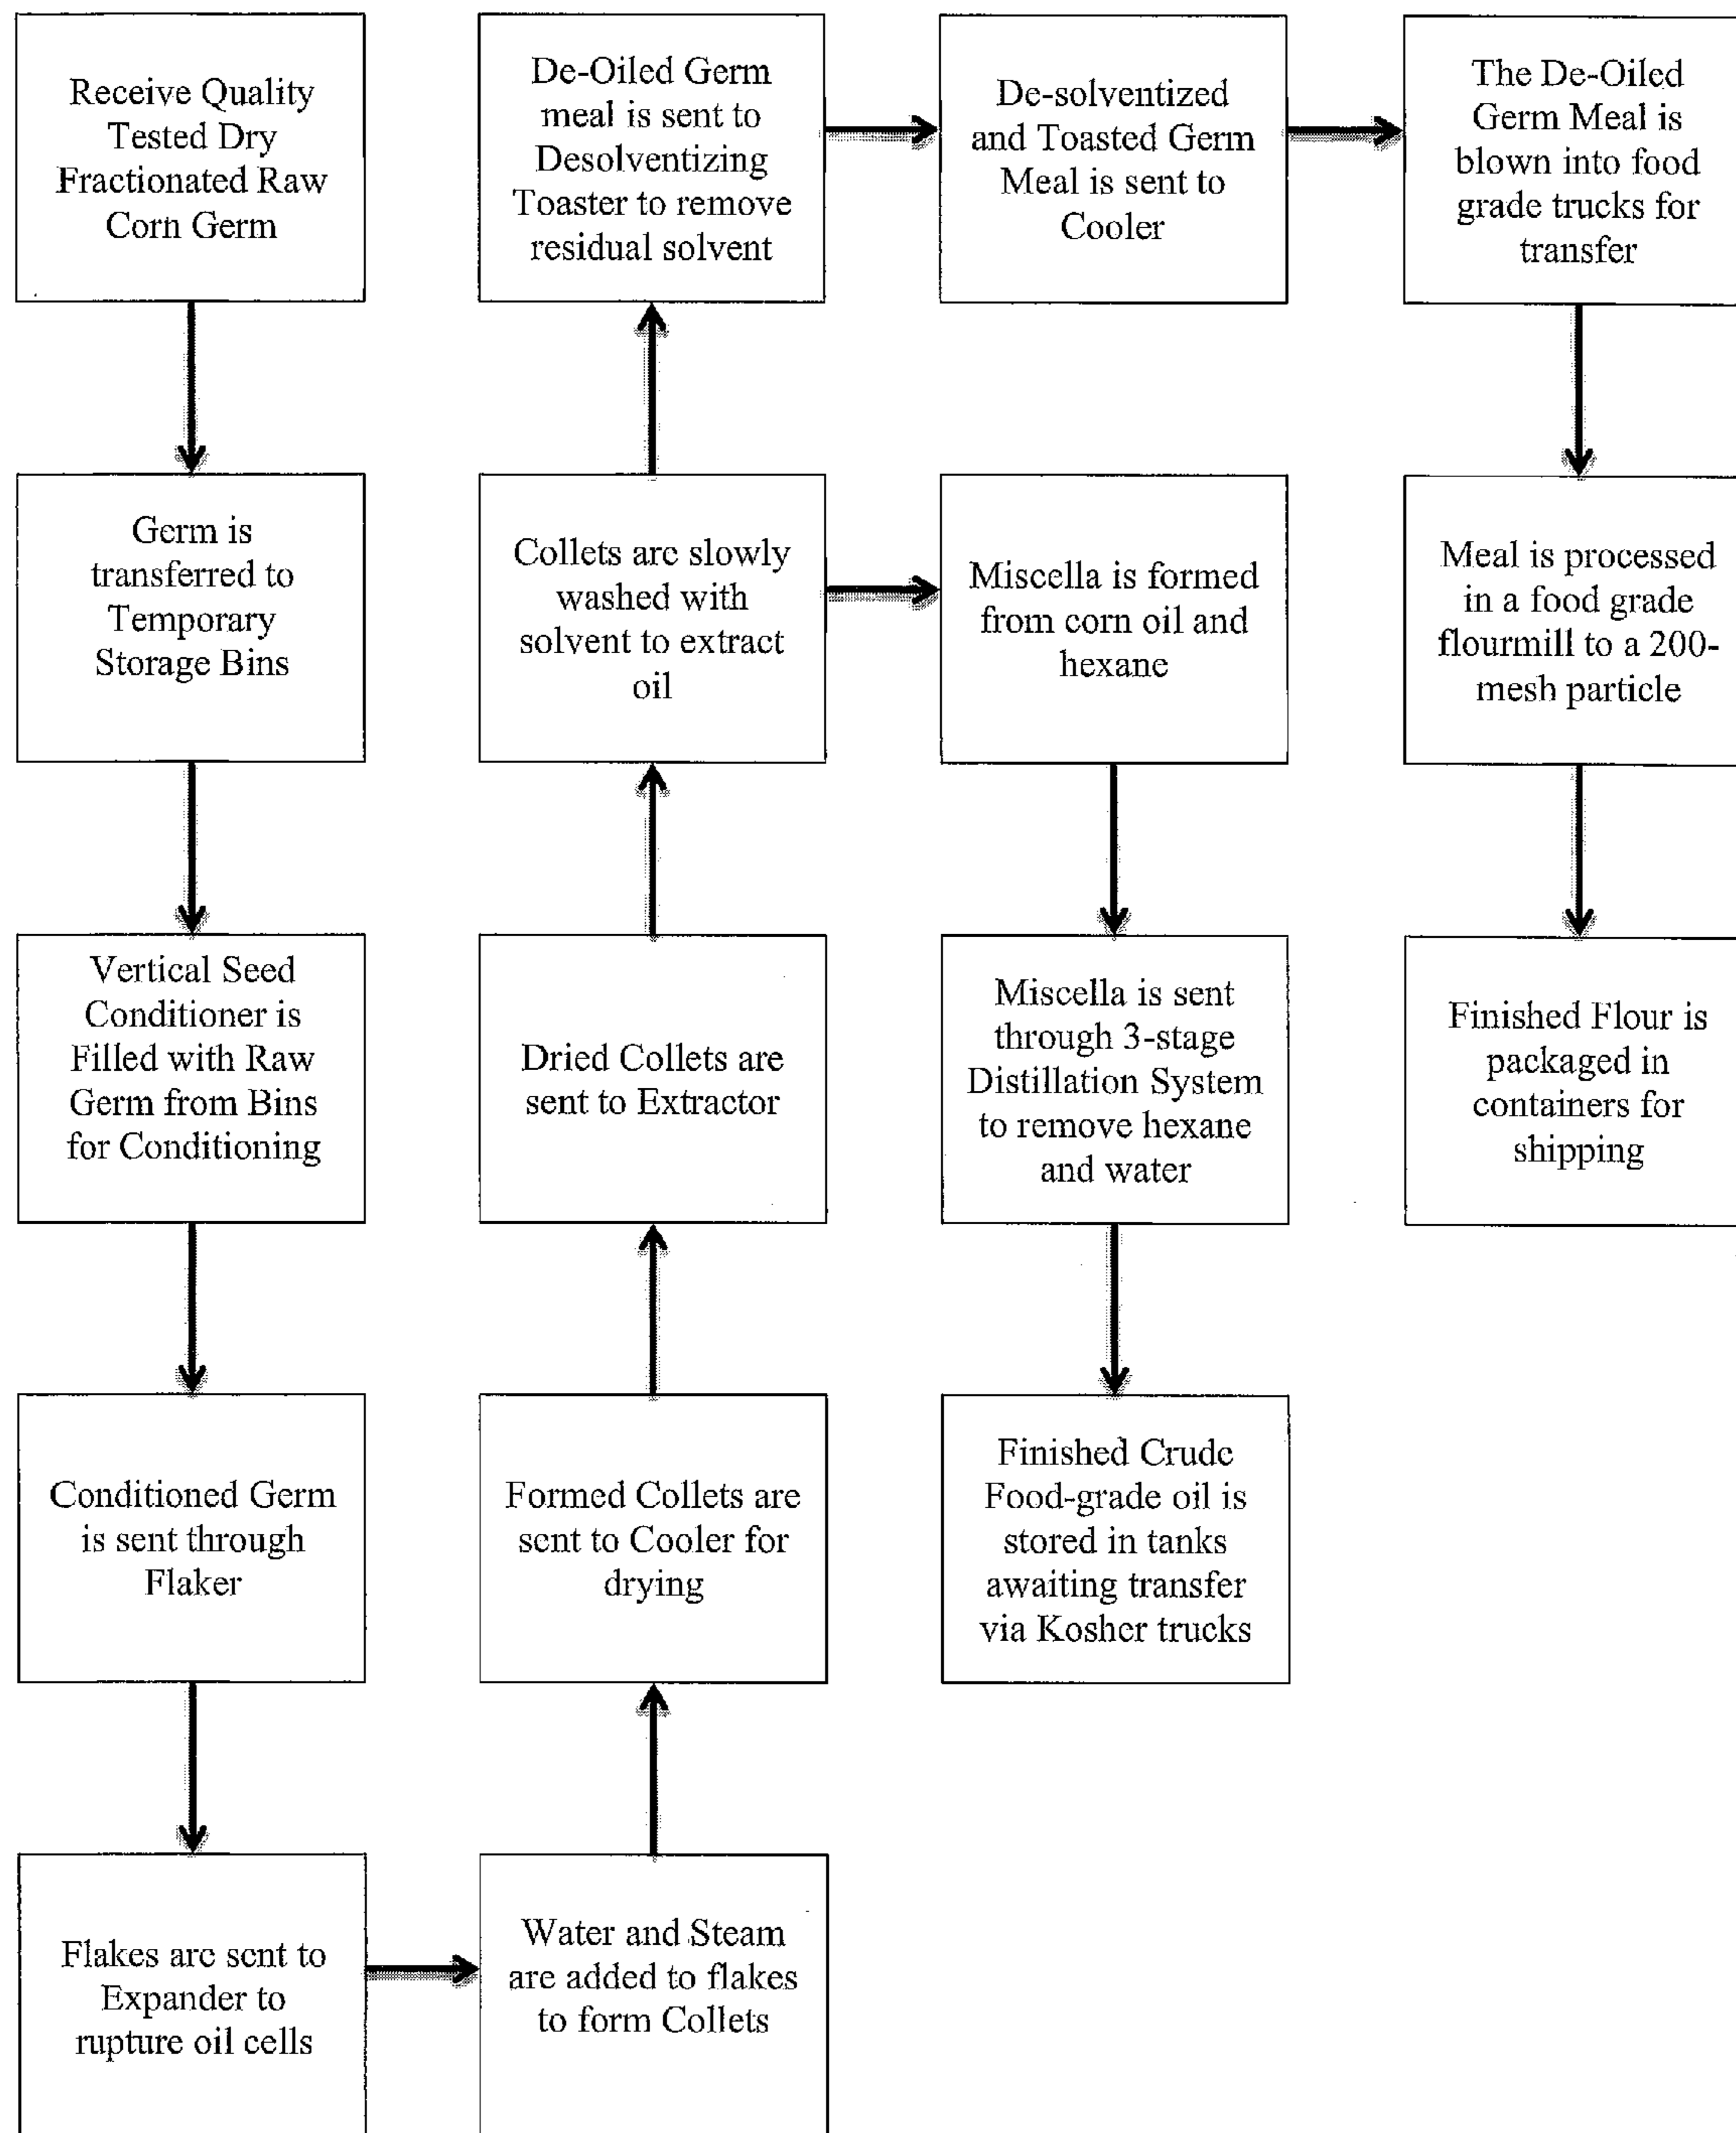 Receive Quality
Tested Dry
Fractionated Raw
Corn Germ
Germ is
transferred to
Temporary
Storage Bins
Vertical Seed
Conditioner is
Filled with Raw
Germ from Bins
for Conditioning
Conditioned Germ
is sent through
Flaker
Flakes are sent to
Expander to
rupture oil cells
Water and Steam
are added to flakes
to form Collets
Formed Collets are
sent to Cooler for
drying
Dried Collets are
sent to Extractor
Collets are slowly
washed with
solvent to extract
oil
De-Oiled Germ
meal is sent to
Desolventizing
Toaster to remove
residual solvent
De-solventized
and Toasted Germ
Meal is sent to
Cooler
Miscella is formed
from corn oil and
hexane
Miscella is sent
through 3-stage
Distillation System
to remove hexane
and water
Finished Crude
Food-grade oil is
stored in tanks
awaiting transfer
via Kosher trucks
The De-Oiled
Germ Meal is
blown into food
grade trucks for
transfer
Meal is processed
in a food grade
flourmill to a 200-
mesh particle
Finished Flour is
packaged in
containers for
shipping